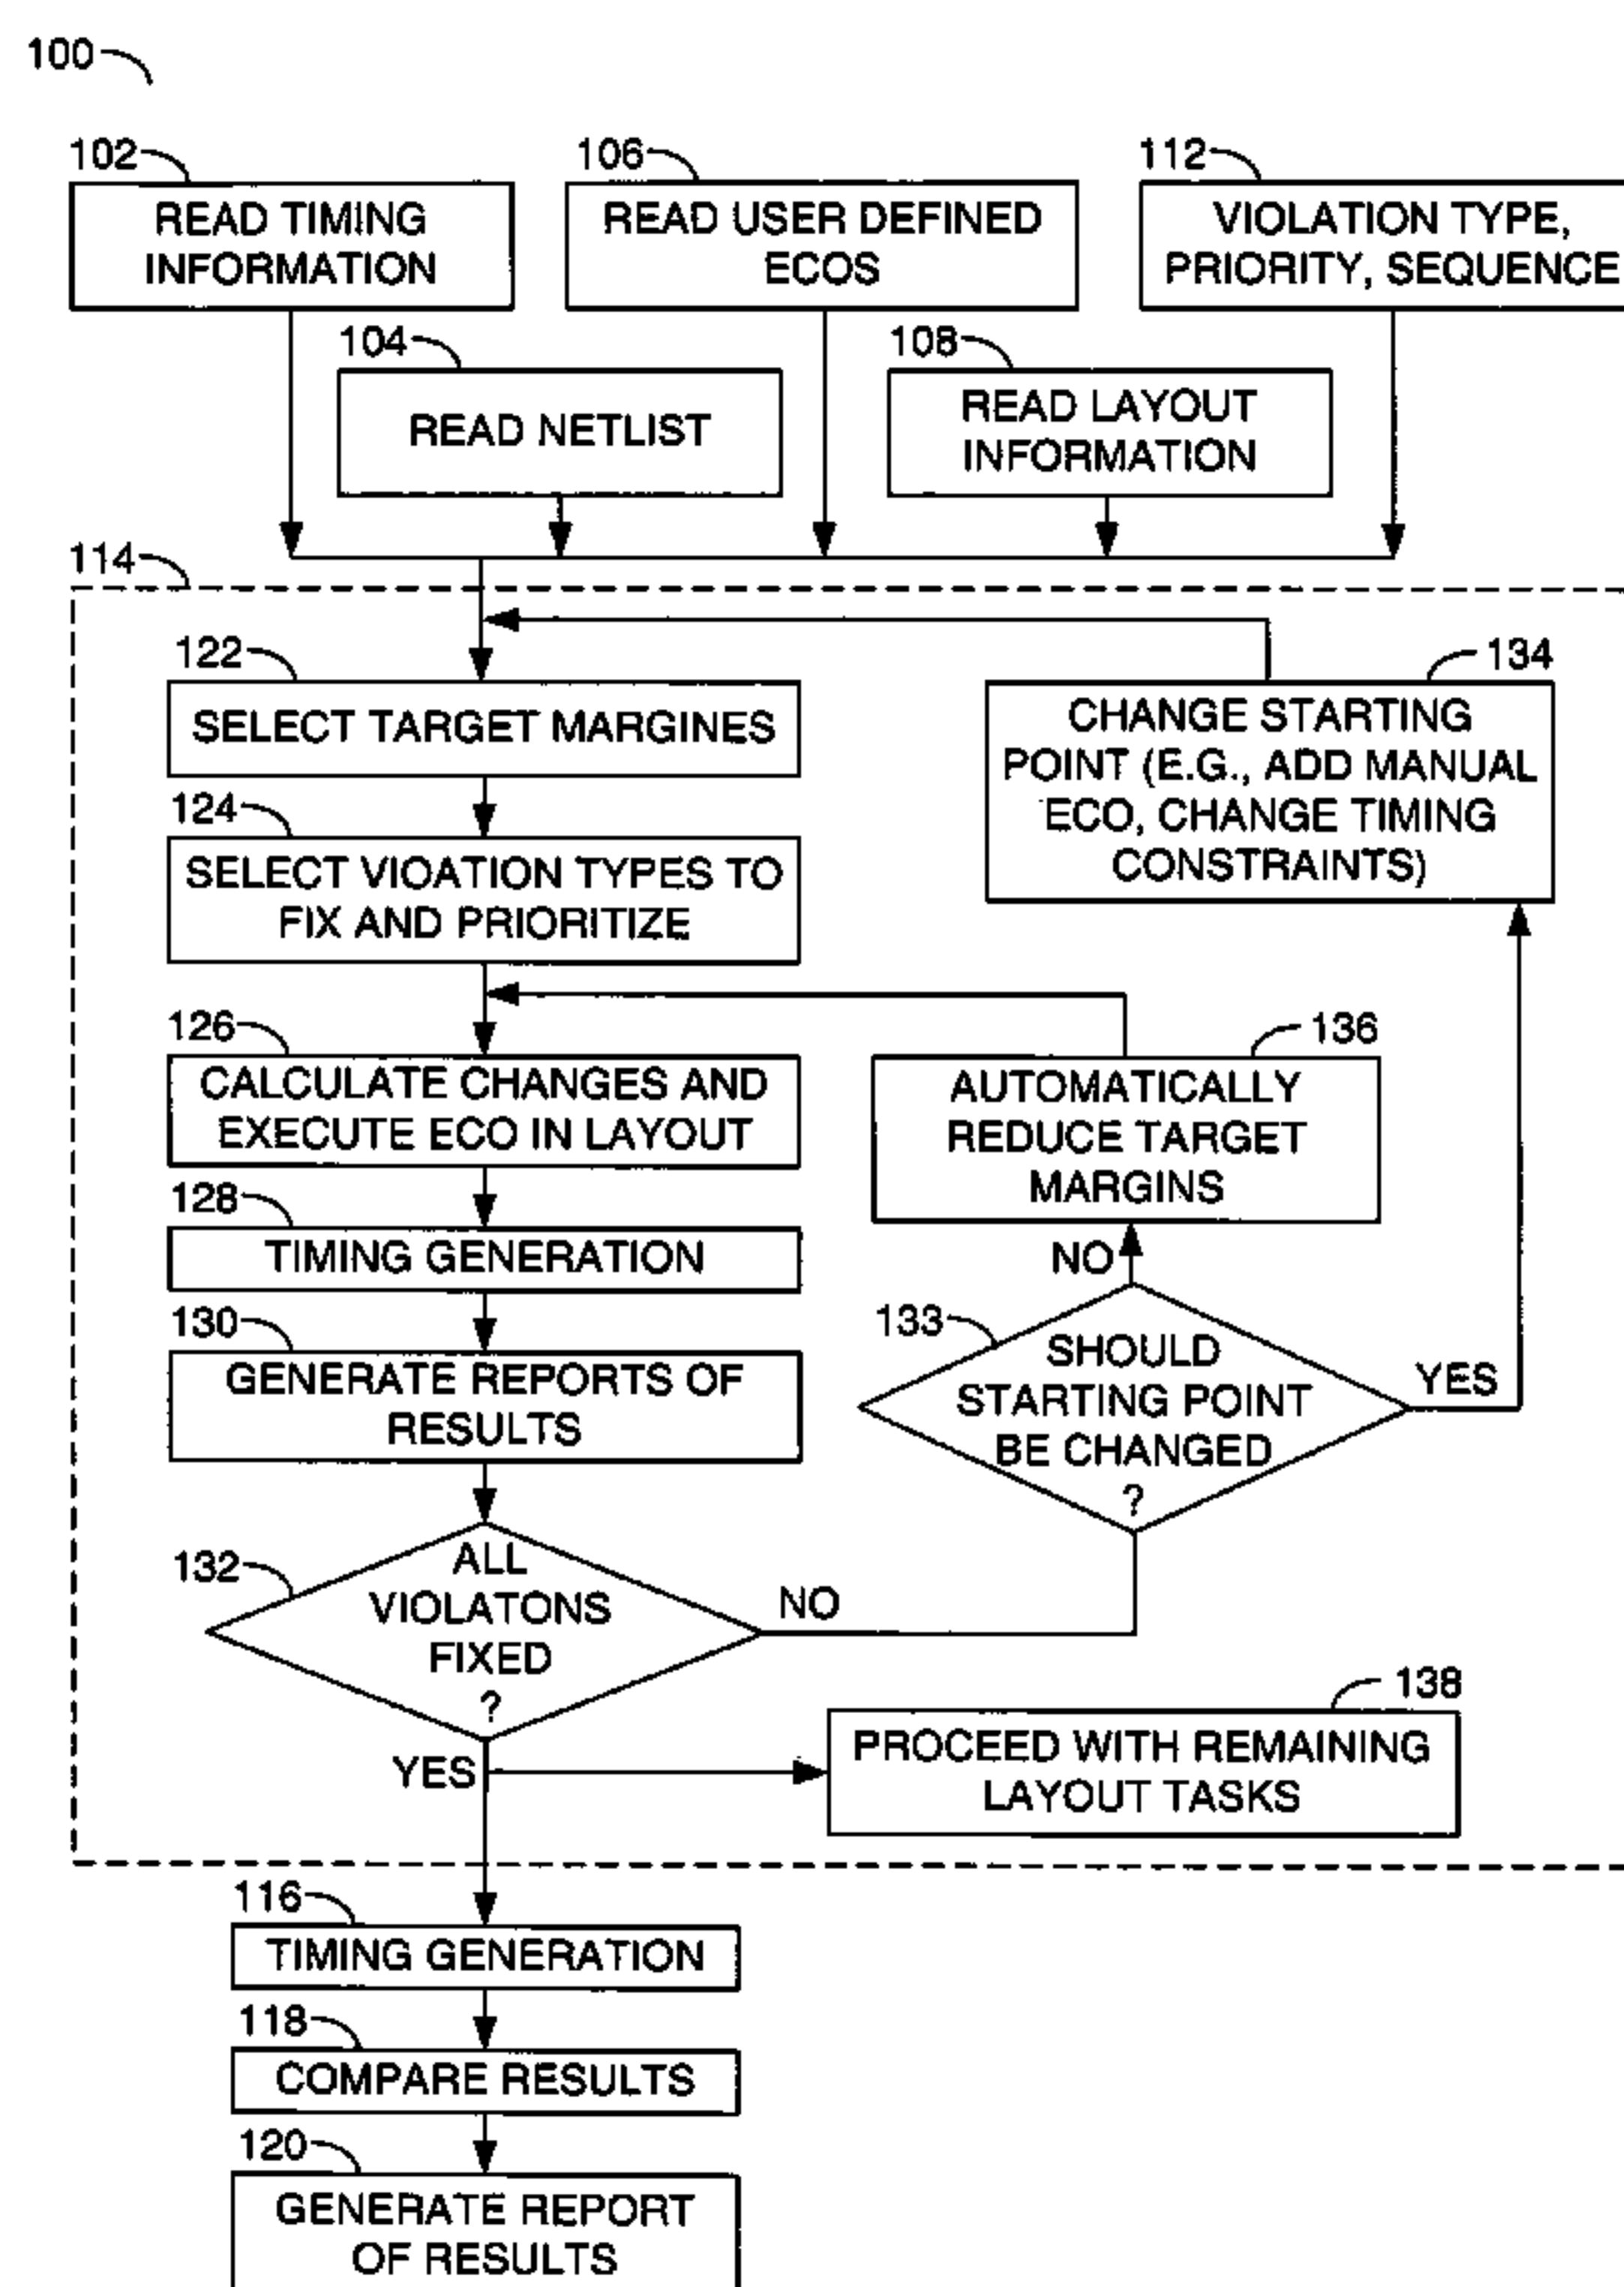 100
102
READ TIMING
INFORMATION
106
READ USER DEFINED
ECOS
112
VIOLATION TYPE,
PRIORITY, SEQUENCE
104
READ NETLIST
108
READ LAYOUT
INFORMATION
114
122
SELECT TARGET MARGINES
134
CHANGE STARTING
POINT (E.G., ADD MANUAL
ECO, CHANGE TIMING
CONSTRAINTS)
124
SELECT VIOATION TYPES TO
FIX AND PRIORITIZE
126
CALCULATE CHANGES AND
EXECUTE ECO IN LAYOUT
136
AUTOMATICALLY
REDUCE TARGET
MARGINS
128
TIMING GENERATION
NO
130
GENERATE REPORTS OF
RESULTS
133
SHOULD
STARTING POINT
BE CHANGED
?
YES
132
ALL
VIOLATONS
FIXED
?
NO
YES
138
PROCEED WITH REMAINING
LAYOUT TASKS
116
TIMING GENERATION
118
COMPARE RESULTS
120
GENERATE REPORT
OF RESULTS